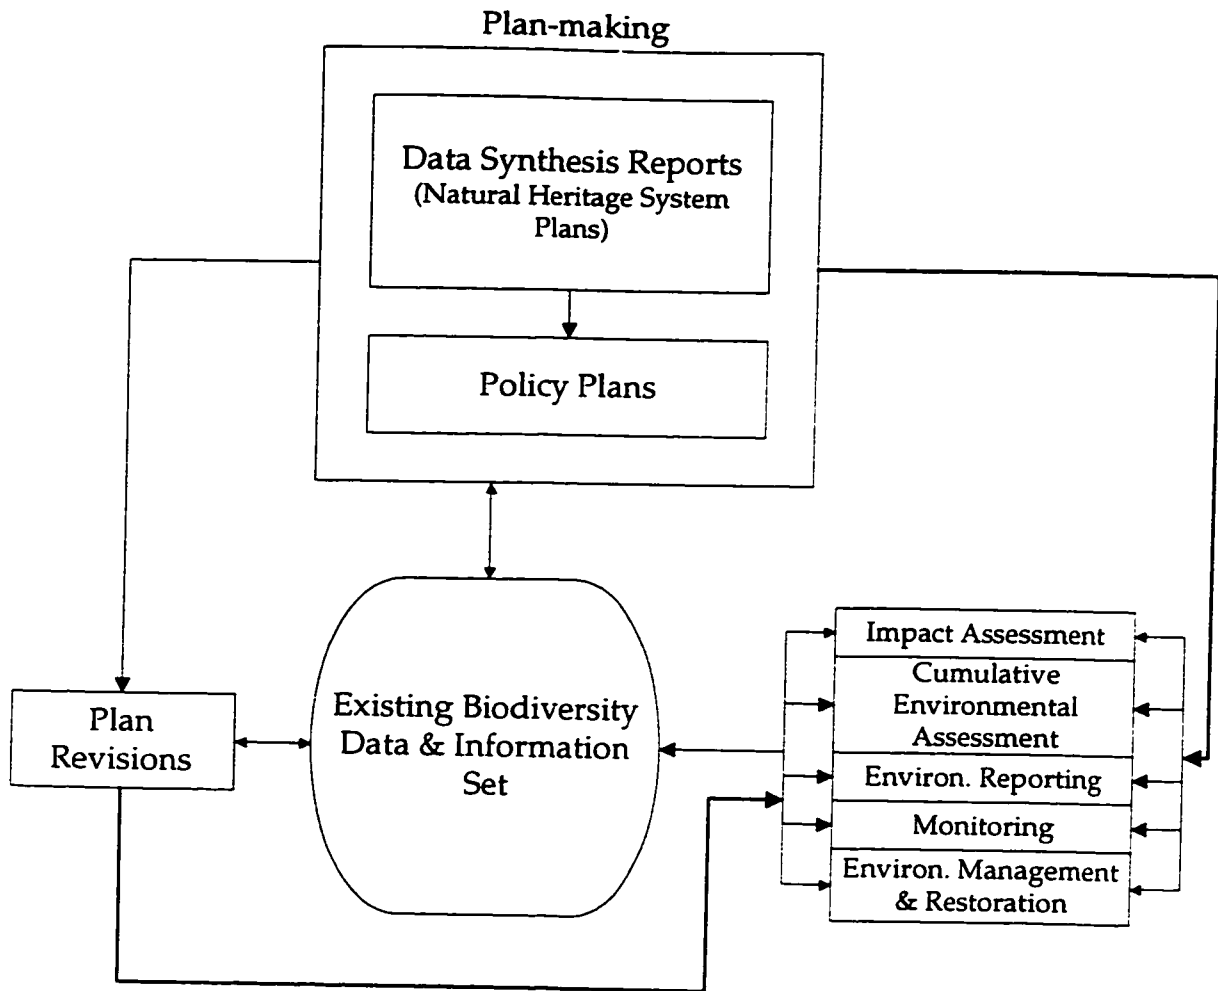 Plan-making
Data Synthesis Reports
(Natural Heritage System
Plans)
Policy Plans
Plan
Revisions
Existing Biodiversity
Data & Information
Set
Impact Assessment
Cumulative
Environmental
Assessment
Environ. Reporting
Monitoring
Environ. Management
& Restoration